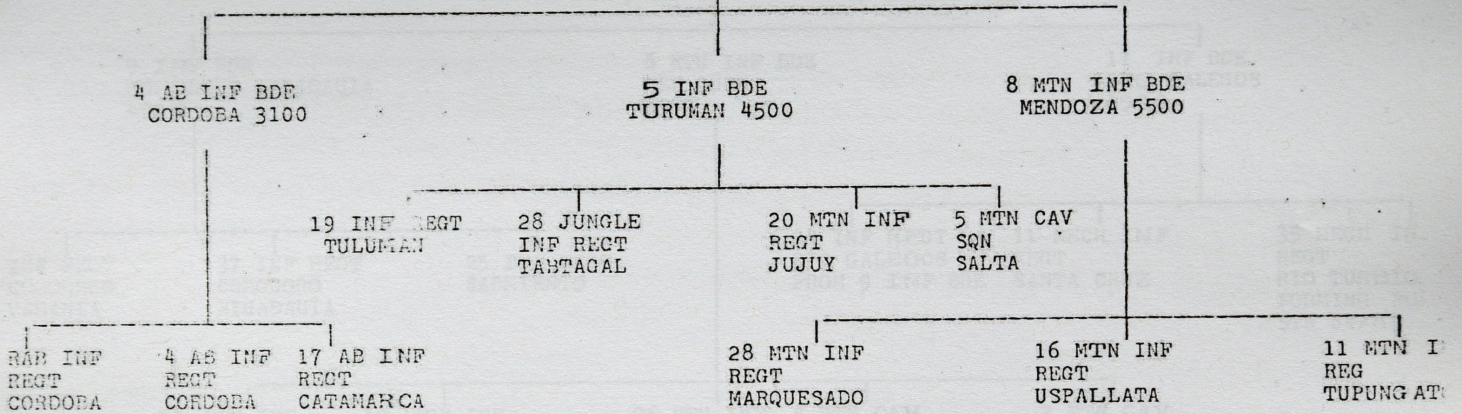 4 AB INF BDE
CORDOBA 3100
5 INF BDE
TURUMAN 4500
8 MTN INF BDE
MENDOZA 5500
19 INF REGT
TULUMAN
28 JUNGLE
INF REGT
TABTAGAL
20 MTN INF
REGT
JUJUY
5 MTN CAV
SQN
SALTA
INF
REGT
CORDOBA
4 AB INF
REGT
CORDOBA
17 AB INF
REGT
CATAMARCA
28 MTN INF
REGT
MARQUESADO
16 MTN INF
REGT
USPALLATA
11 MTN
REG